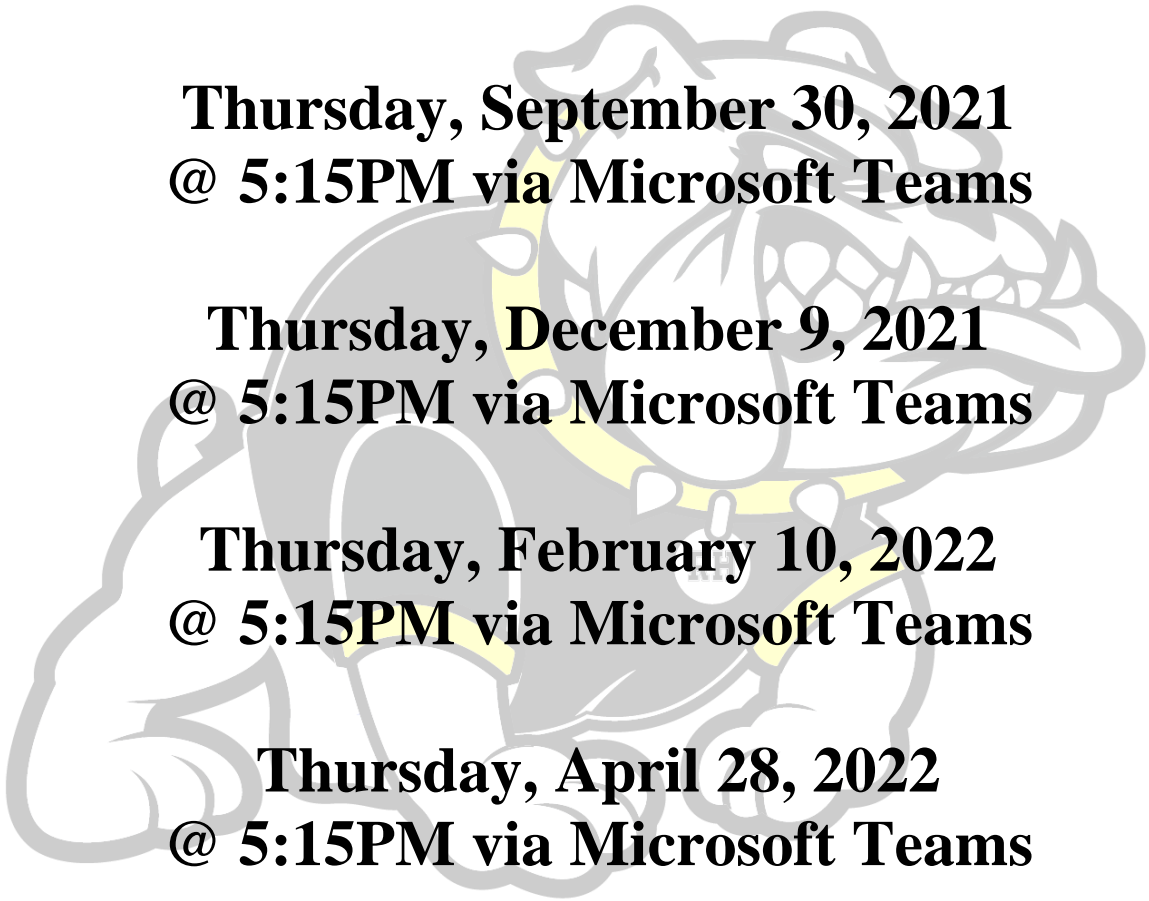 Thursday, September 30, 2021
@ 5:15PM via Microsoft Teams
Thursday, December 9, 2021
@ 5:15PM via Microsoft Teams
Thursday, February 10, 2022
@ 5:15PM via Microsoft Teams
RH
Thursday, April 28, 2022
@ 5:15PM via Microsoft Teams